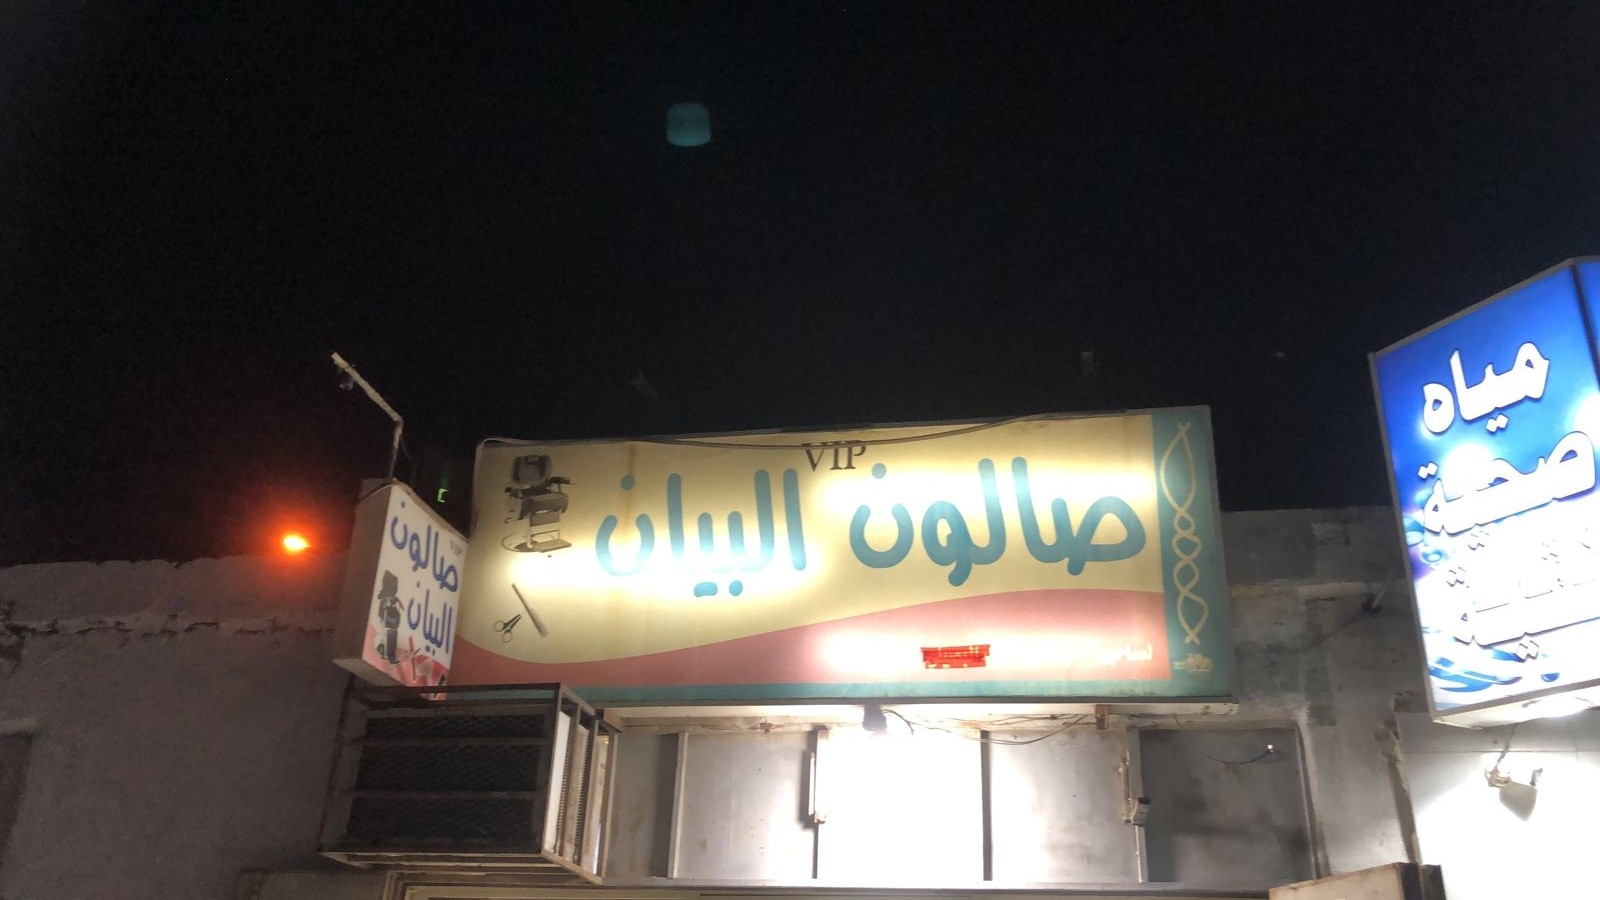 VIP
صالون البيان
VIP
صالون
البيان
مياه
صحية